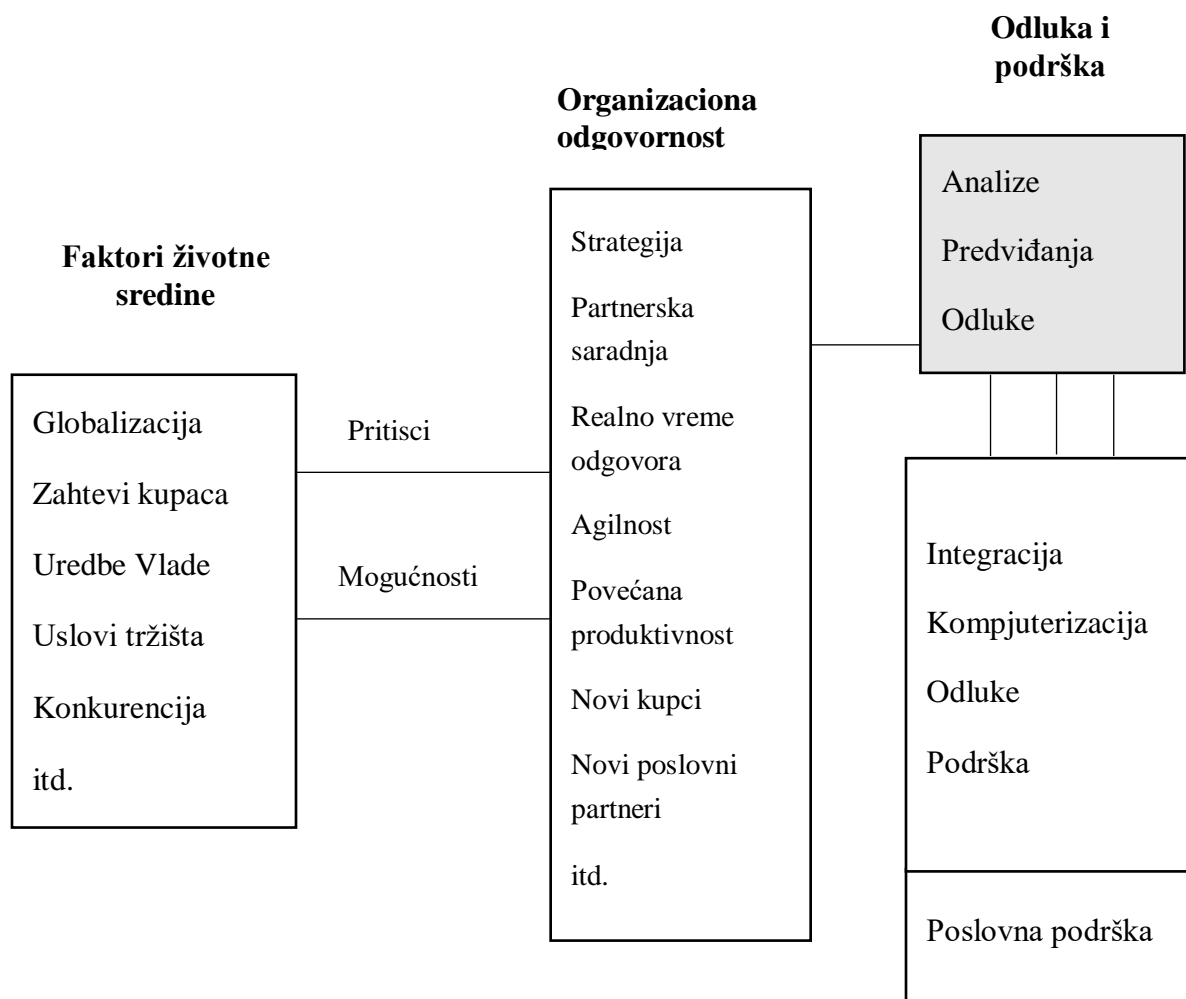 Faktori životne
sredine
Globalizacija
Zahtevi kupaca
Uredbe Vlade
Uslovi tržišta
Konkurencija
itd.
Pritisci
Mogućnosti
Organizaciona
odgovornost
Strategija
Partnerska
saradnja
Realno vreme
odgovora
Agilnost
Povećana
produktivnost
Novi kupci
Novi poslovni
partneri
itd.
Odluka i
podrška
Analize
Predviđanja
Odluke
Integracija
Kompjuterizacija
Odluke
Podrška
Poslovna podrška